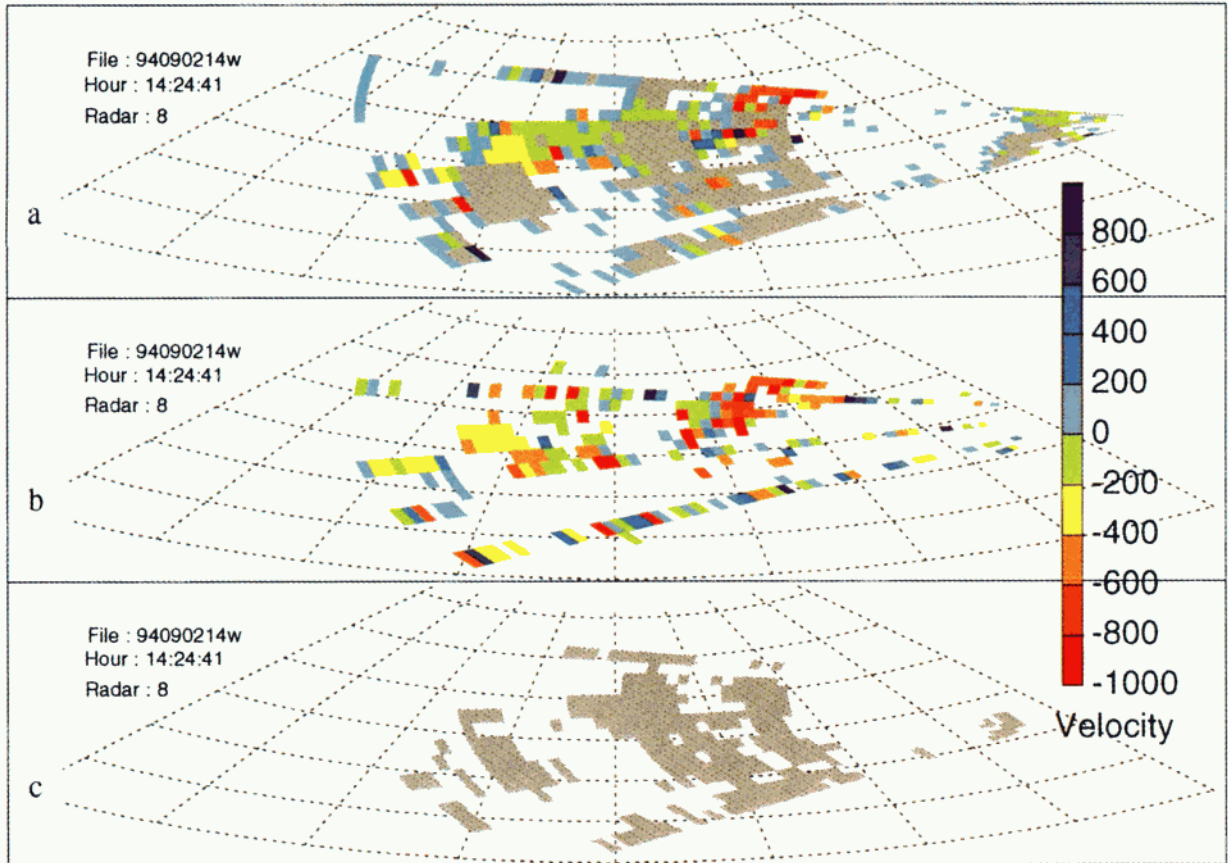 File : 94090214w
Hour : 14:24:41
Radar : 8
a
File : 94090214w
Hour : 14:24:41
Radar : 8
b
File : 94090214w
Hour : 14:24:41
Radar : 8
c
800
600
400
200
0
-200
-400
-600
-800
-1000
Velocity